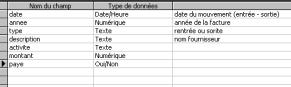 Nom du champ Type de données
date Date/Heure date du mouvement (entrée - sortie)
annee Numérique année de la facture
type Texte rentrée ou sorite
description Texte nom fournisseur
activite Texte
montant Numérique
paye Oui/Non